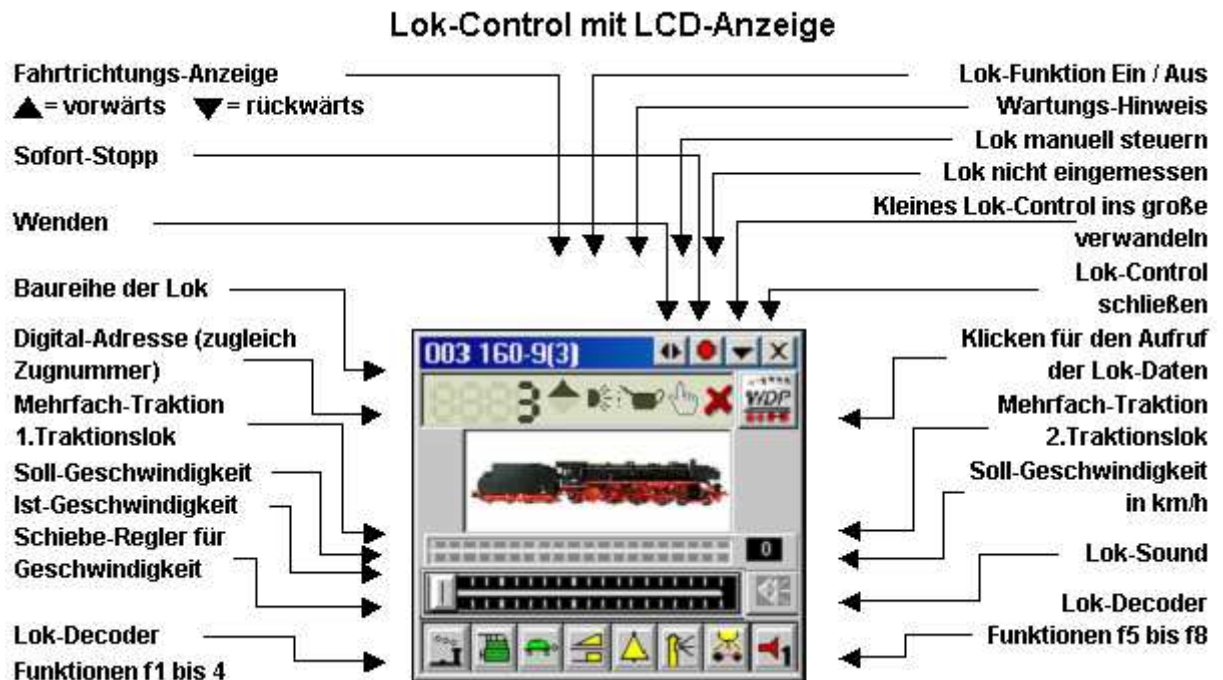 Lok-Control mit LCD-Anzeige
Fahrtrichtungs-Anzeige
▲= vorwärts ▼= rückwärts
Sofort-Stopp
Wenden
Baureihe der Lok
Digital-Adresse (zugleich
Zugnummer)
Mehrfach-Traktion
1.Traktionslok
Soll-Geschwindigkeit
Ist-Geschwindigkeit
Schiebe-Regler für
Geschwindigkeit
Lok-Decoder
Funktionen f1 bis 4
Lok-Funktion Ein / Aus
Wartungs-Hinweis
Lok manuell steuern
Lok nicht eingemessen
Kleines Lok-Control ins große
verwandeln
Lok-Control
schließen
Klicken für den Aufruf
der Lok-Daten
Mehrfach-Traktion
2.Traktionslok
Soll-Geschwindigkeit
in km/h
Lok-Sound
Lok-Decoder
Funktionen f5 bis f8
003 160-9(3)
3
WDP
0
1